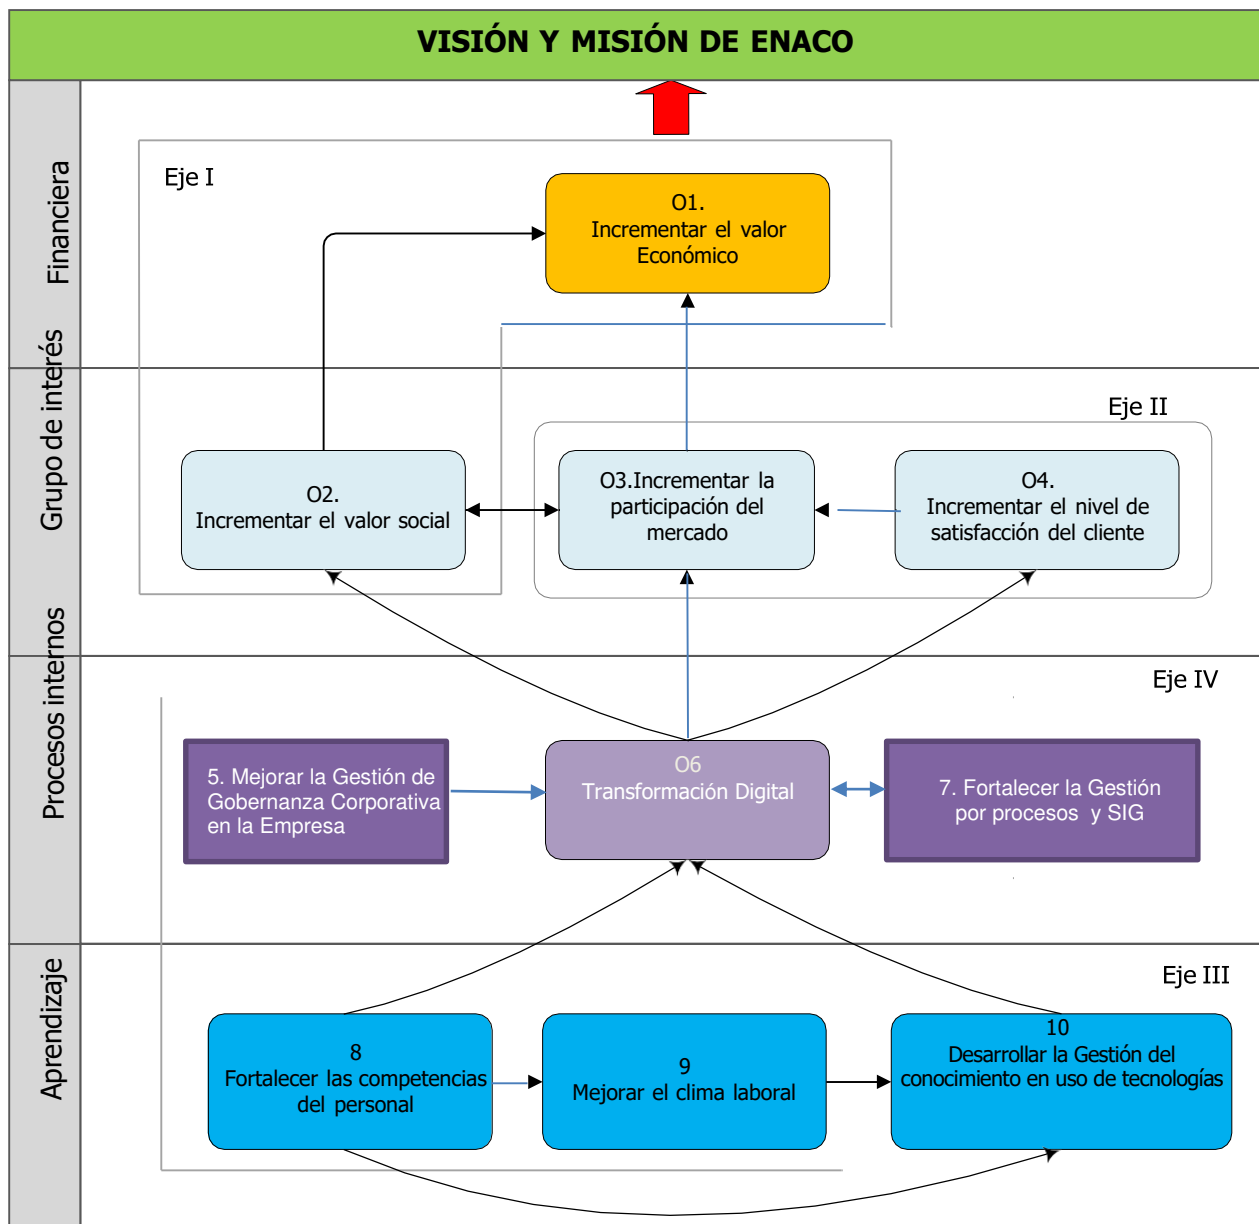 VISIÓN Y MISIÓN DE ENACO
Financiera
Eje I
O1.
Incrementar el valor
Económico
Grupo de interés
Eje II
O2.
Incrementar el valor social
O3.Incrementar la
participación del
mercado
O4.
Incrementar el nivel de
satisfacción del cliente
Procesos internos
Eje IV
5. Mejorar la Gestión de
Gobernanza Corporativa
en la Empresa
O6
Transformación Digital
7. Fortalecer la Gestión
por procesos y SIG
Aprendizaje
Eje III
8
Fortalecer las competencias
del personal
9
Mejorar el clima laboral
10
Desarrollar la Gestión del
conocimiento en uso de tecnologías